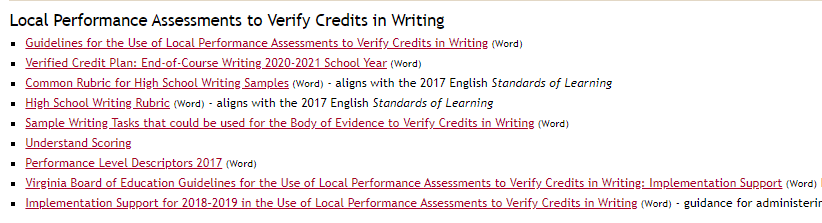 Local Performance Assessments to Verify Credits in Writing
Guidelines for the Use of Local Performance Assessments to Verify Credits in Writing (Word)
Verified Credit Plan: End-of-Course Writing 2020-2021 School Year (Word)
Common Rubric for High School Writing Samples (Word) - aligns with the 2017 English Standards of Learning
High School Writing Rubric (Word) - aligns with the 2017 English Standards of Learning
Sample Writing Tasks that could be used for the Body of Evidence to Verify Credits in Writing (Word)
Understand Scoring
Performance Level Descriptors 2017 (Word)
Virginia Board of Education Guidelines for the Use of Local Performance Assessments to Verify Credits in Writing: Implementation Support (Word)
Implementation Support for 2018-2019 in the Use of Local Performance Assessments to Verify Credits in Writing (Word) - guidance for